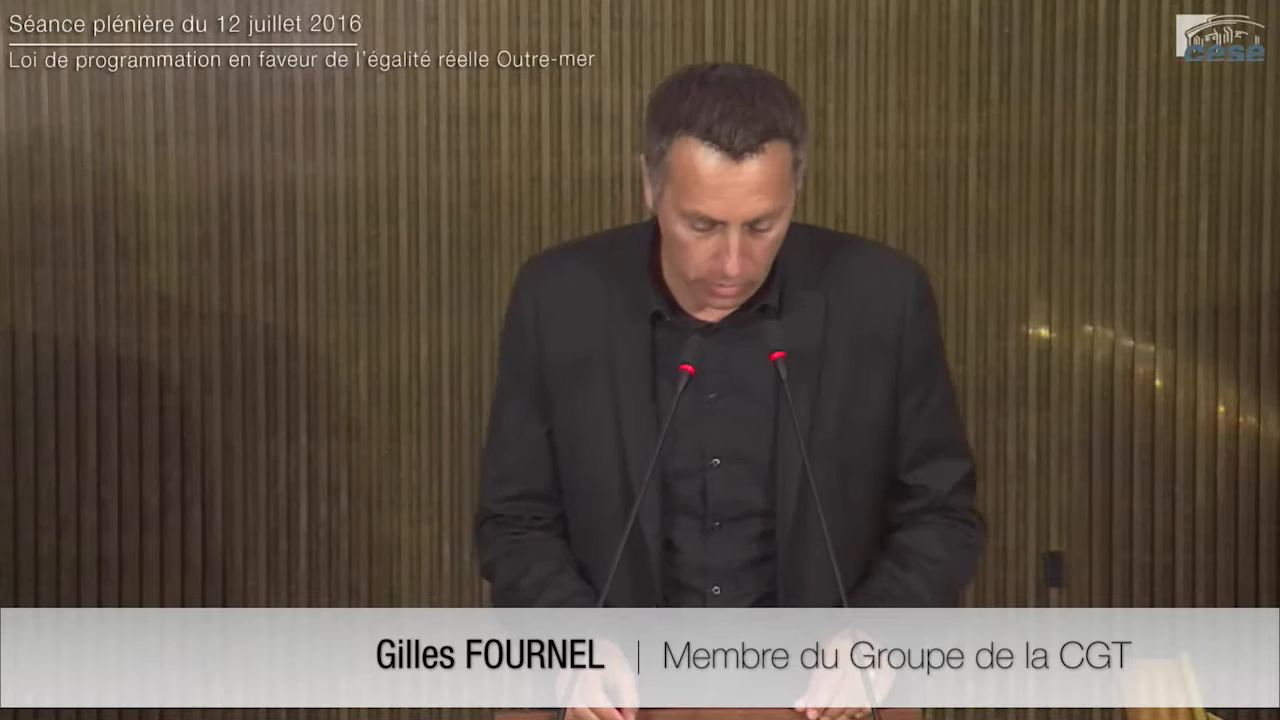 Séance plénière du 12 juillet 2016
Loi de programmation en faveur de l'égalité réelle Outre-mer
cese
Gilles FOURNEL | Membre du Groupe de la CGT